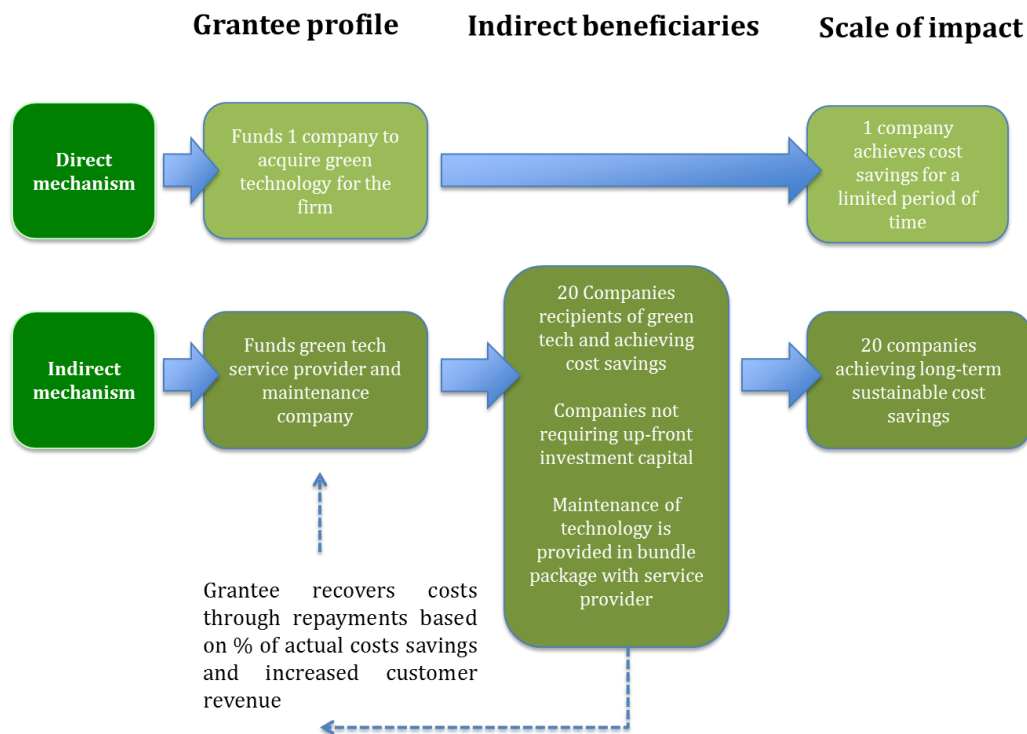 Grantee profile
Indirect beneficiaries
Scale of impact
Direct
mechanism
Funds 1 company to
acquire green
technology for the
firm
1 company
achieves cost
savings for a
limited period of
time
Indirect
mechanism
Funds green tech
service provider and
maintenance
company
20 Companies
recipients of green
tech and achieving
cost savings
Companies not
requiring up-front
investment capital
Maintenance of
technology is
provided in bundle
package with service
provider
20 companies
achieving long-term
sustainable cost
savings
Grantee recovers costs
through repayments based
on % of actual costs savings
and increased customer
revenue